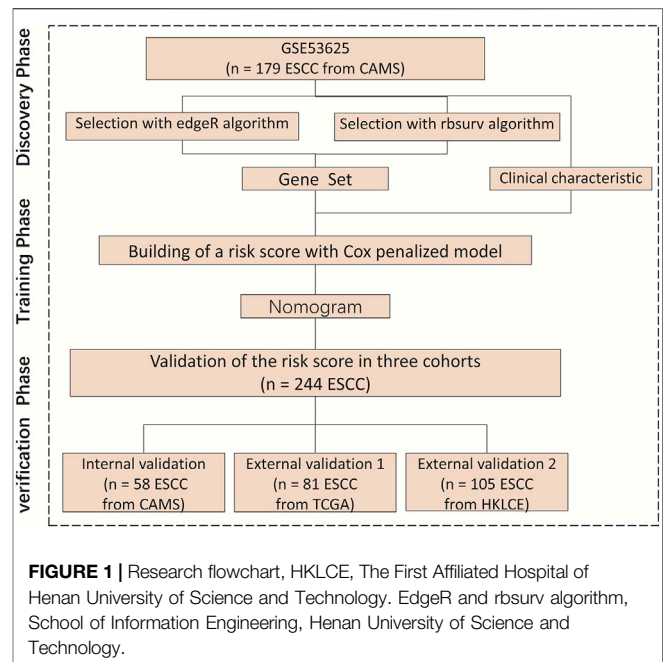 Discovery Phase
GSE53625
(n = 179 ESCC from CAMS)
Selection with edgeR algorithm
Selection with rbsurv algorithm
Gene Set
Clinical characteristic
Training Phase
Building of a risk score with Cox penalized model
Nomogram
verification Phase
Validation of the risk score in three cohorts
(n = 244 ESCC)
Internal validation
(n = 58 ESCC
from CAMS)
External validation 1
(n = 81 ESCC
from TCGA)
External validation 2
(n = 105 ESCC
from HKLCE)
FIGURE 1 | Research flowchart, HKLCE, The First Affiliated Hospital of
Henan University of Science and Technology. EdgeR and rbsurv algorithm,
School of Information Engineering, Henan University of Science and
Technology.